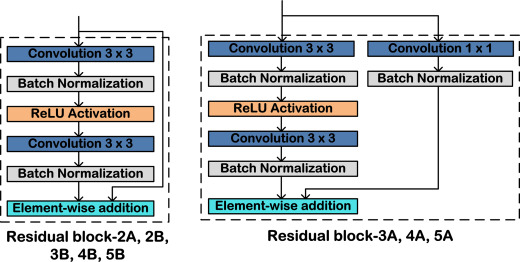 Convolution 3 x 3
Batch Normalization
ReLU Activation
Convolution 3 x 3
Batch Normalization
Element-wise addition
Residual block-2A, 2B,
3B, 4B, 5B
Convolution 3 x 3
Batch Normalization
ReLU Activation
Convolution 3 x 3
Batch Normalization
Element-wise addition
Convolution 1 x 1
Batch Normalization
Residual block-3A, 4A, 5A